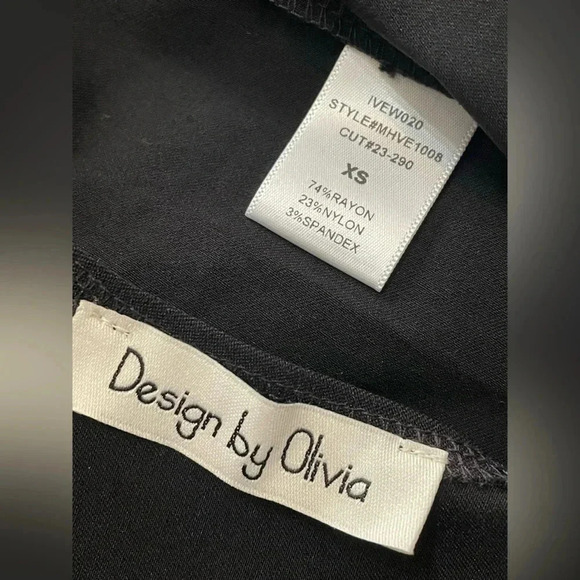 IVEW020
STYLE#MHVE1008
CUT#23-290
XS
74%RAYON
23%NYLON
3%SPANDEX
Design by Olivia